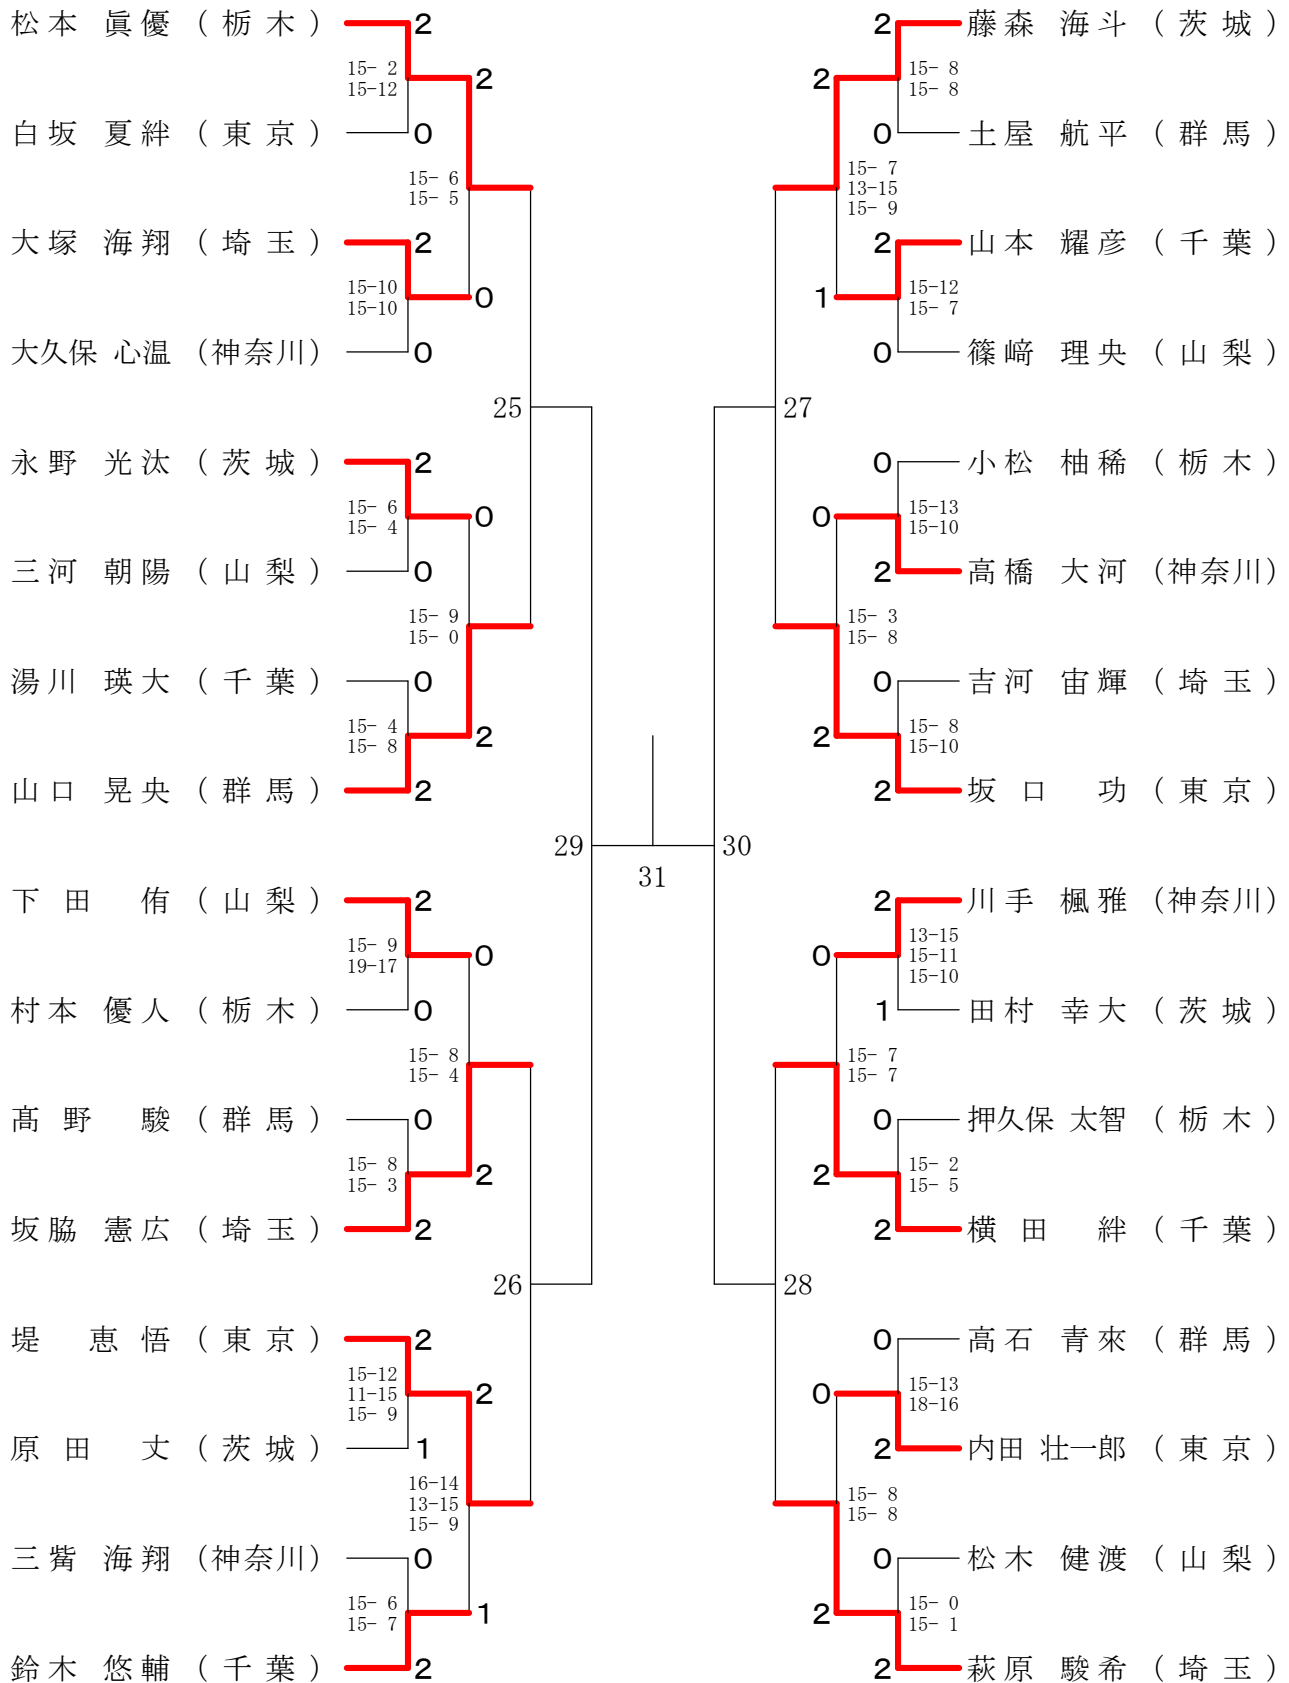 松本 眞優 （ 栃 木 ） 2
15- 2
15-12
2
白坂 夏絆 （ 東 京 ） 0
15- 6
15- 5
大塚 海翔 （ 埼 玉 ） 2
15-10
15-10
0
大久保 心温 （神奈川） 0
25
永野 光汰 （ 茨 城 ） 2
15- 6
15- 4
0
三河 朝陽 （ 山 梨 ） 0
15- 9
15- 0
湯川 瑛大 （ 千 葉 ） 0
15- 4
15- 8
2
山口 晃央 （ 群 馬 ） 2
29
下 田 侑 （ 山 梨 ） 2
15- 9
19-17
0
村本 優人 （ 栃 木 ） 0
15- 8
15- 4
髙 野 駿 （ 群 馬 ） 0
15- 8
15- 3
2
坂脇 憲広 （ 埼 玉 ） 2
26
堤 恵悟 （ 東 京 ） 2
15-12
11-15
15- 9
2
原 田 丈 （ 茨 城 ） 1
16-14
13-15
15- 9
三觜 海翔 （神奈川） 0
15- 6
15- 7
1
鈴木 悠輔 （ 千 葉 ） 2
31
2 藤森 海斗 （ 茨 城 ）
15- 8
15- 8
2
0 土屋 航平 （ 群 馬 ）
15- 7
13-15
15- 9
2 山本 耀彦 （ 千 葉 ）
15-12
15- 7
1
0 篠﨑 理央 （ 山 梨 ）
27
0 小松 柚稀 （ 栃 木 ）
15-13
15-10
0
2 高橋 大河 （神奈川）
15- 3
15- 8
0 吉河 宙輝 （ 埼 玉 ）
15- 8
15-10
2
2 坂 口 功 （ 東 京 ）
30
2 川手 楓雅 （神奈川）
13-15
15-11
15-10
0
1 田村 幸大 （ 茨 城 ）
15- 7
15- 7
0 押久保 太智 （ 栃 木 ）
15- 2
15- 5
2
2 横 田 絆 （ 千 葉 ）
28
0 高石 青來 （ 群 馬 ）
15-13
18-16
0
2 内田 壮一郎 （ 東 京 ）
15- 8
15- 8
0 松木 健渡 （ 山 梨 ）
15- 0
15- 1
2
2 萩原 駿希 （ 埼 玉 ）